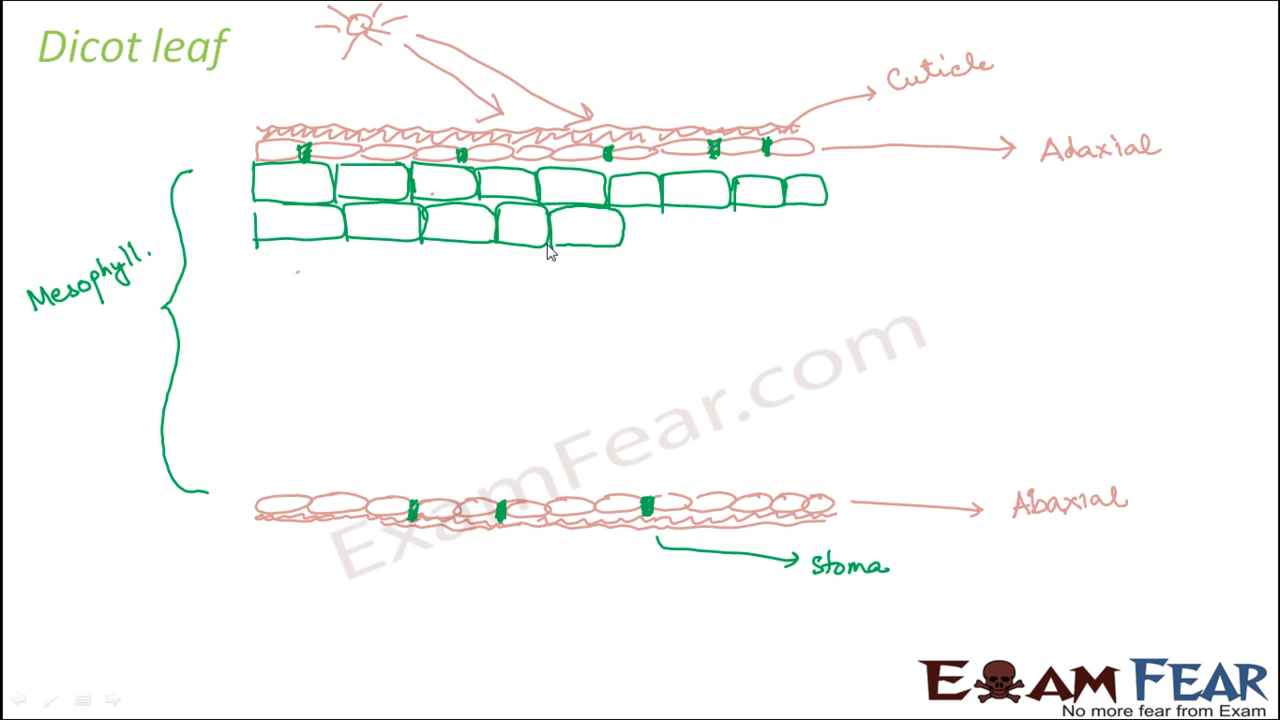 Dicot leaf
Cuticle
Adaxial
Mesophyll.
ExamFear.com
Abaxial
stoma
EXAM FEAR
No more fear from Exam